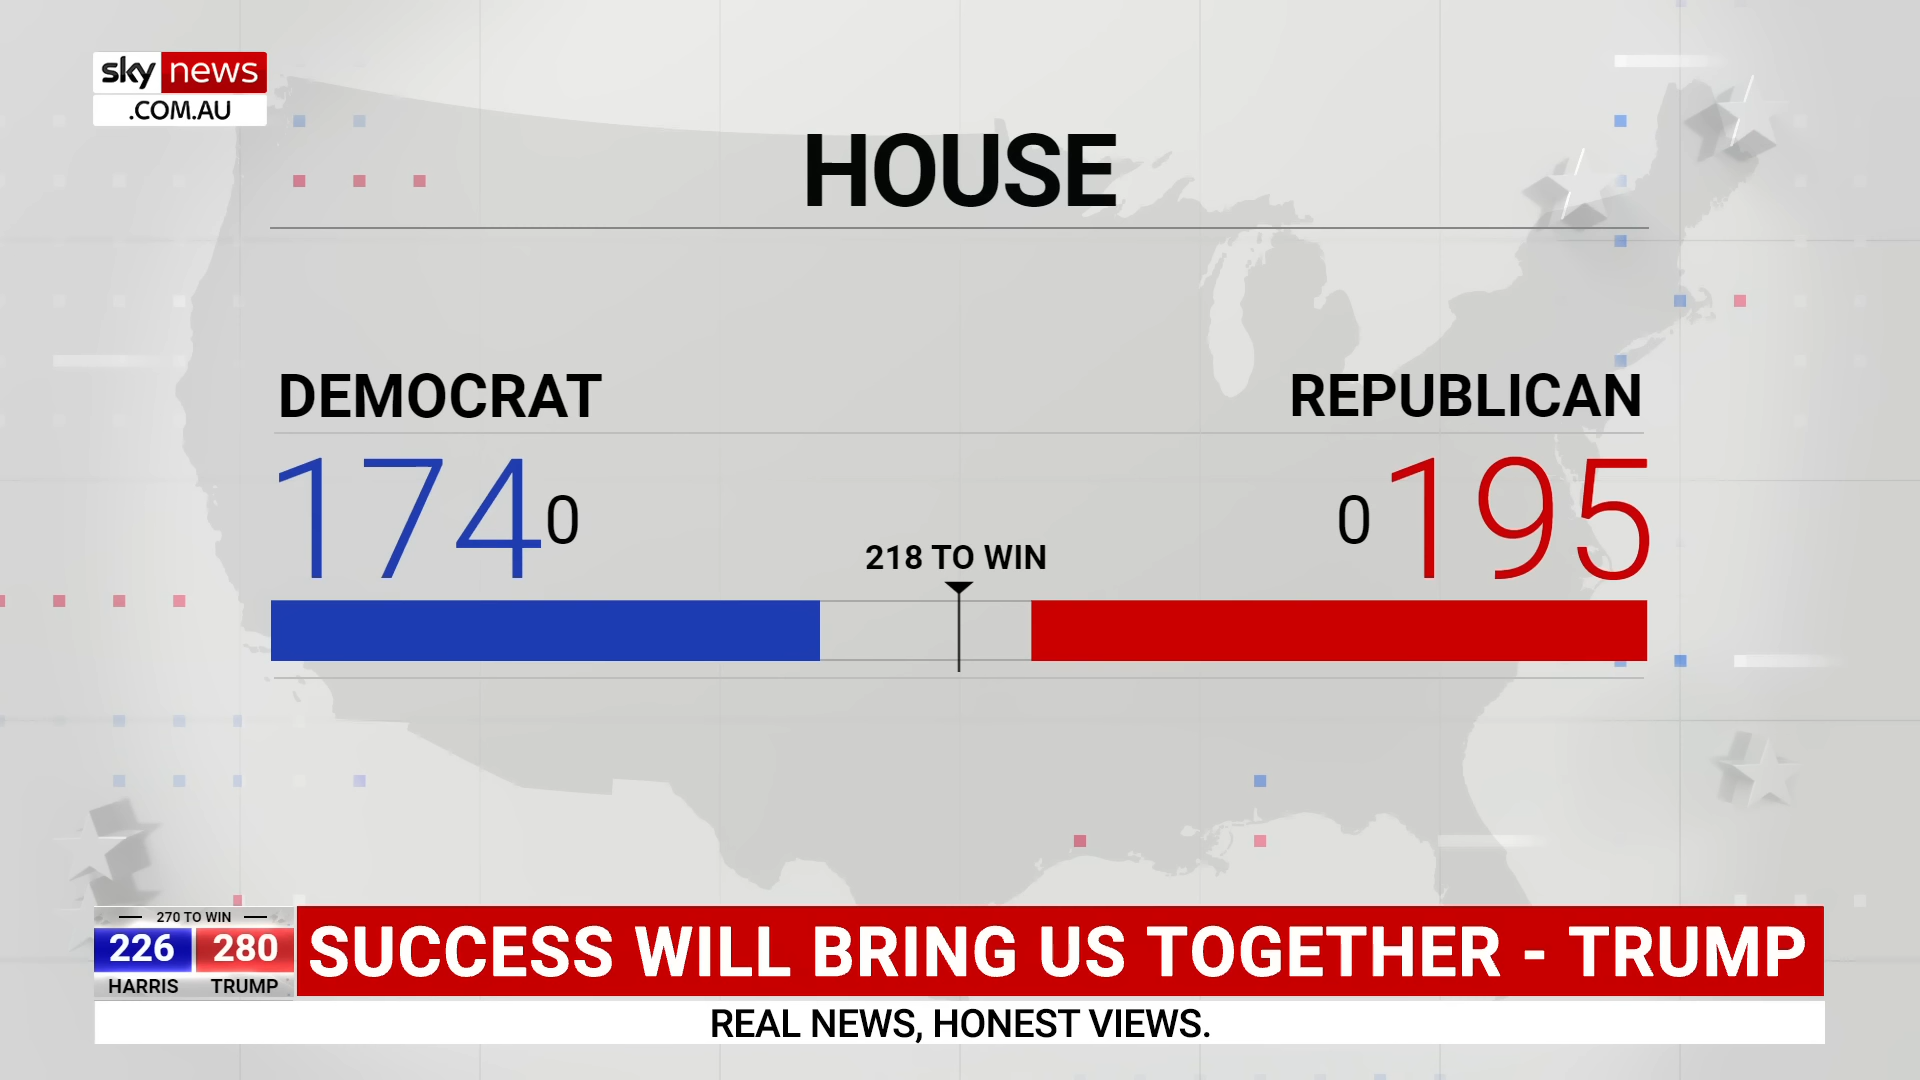 sky news
.COM.AU
HOUSE
DEMOCRAT
REPUBLICAN
174 0
0 195
218 TO WIN
270 TO WIN
226 280
HARRIS TRUMP
SUCCESS WILL BRING US TOGETHER - TRUMP
REAL NEWS, HONEST VIEWS.